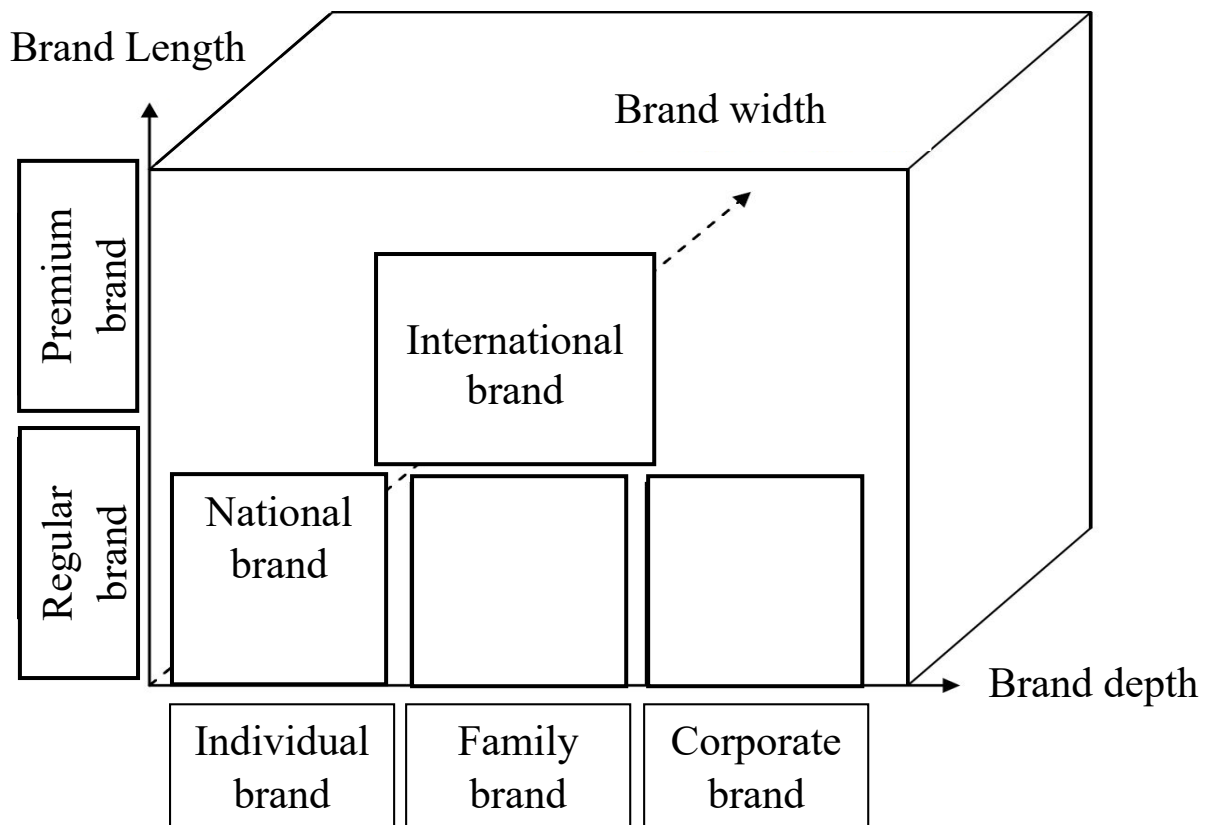 Brand Length
Brand width
Premium
brand
International
brand
Regular
brand
National
brand
Brand depth
Individual
brand
Family
brand
Corporate
brand